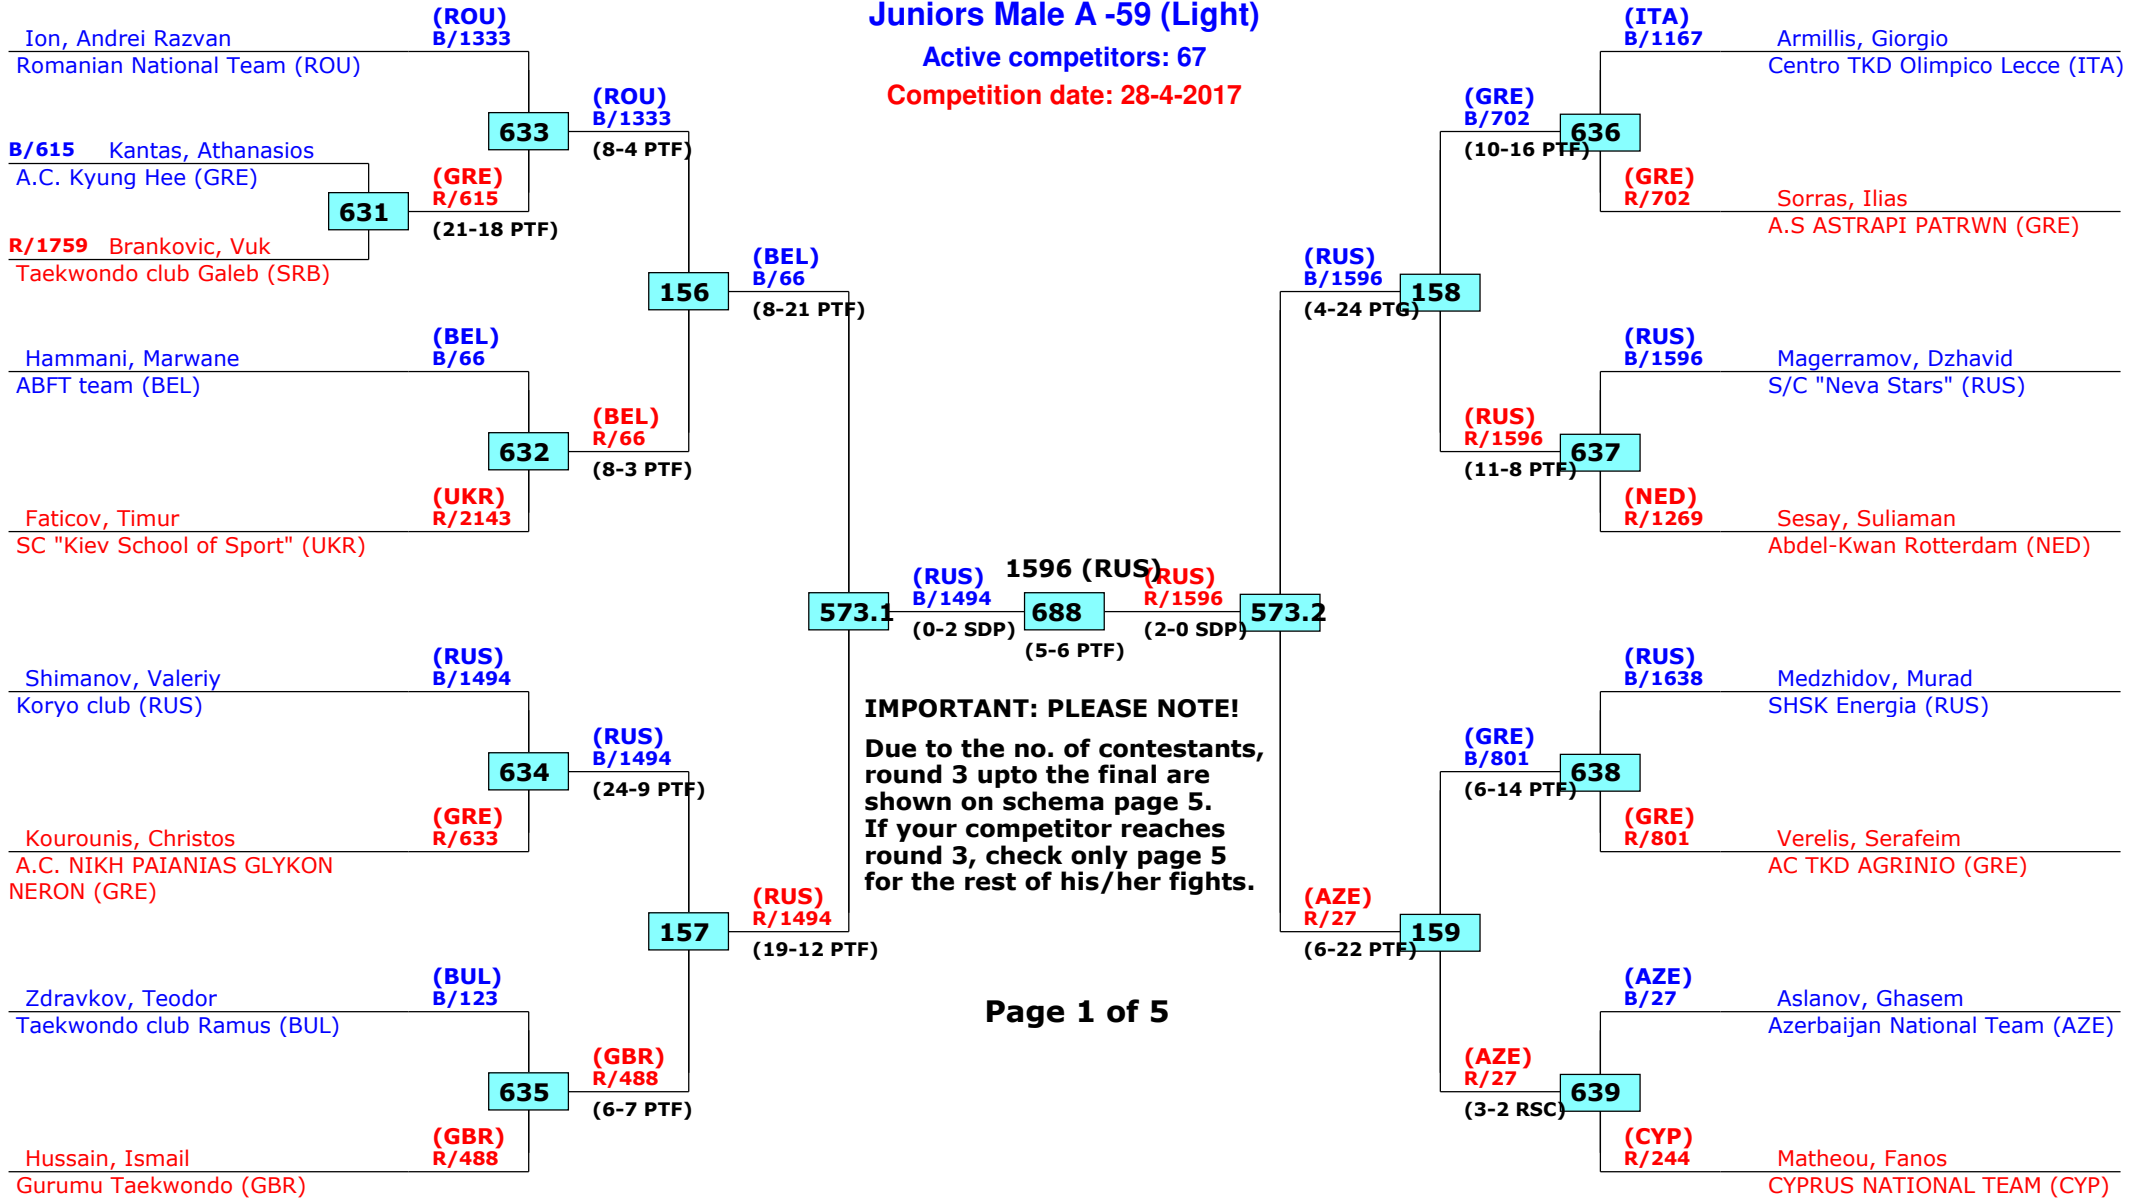 Juniors Male A -59 (Light)
Active competitors: 67
Competition date: 28-4-2017
Ion, Andrei Razvan
Romanian National Team (ROU)
(ROU)
B/1333
633
(ROU)
B/1333
(8-4 PTF)
B/615 Kantas, Athanasios
A.C. Kyung Hee (GRE)
631
(GRE)
R/615
(21-18 PTF)
R/1759 Brankovic, Vuk
Taekwondo club Galeb (SRB)
156
(BEL)
B/66
(8-21 PTF)
Hammani, Marwane
ABFT team (BEL)
(BEL)
B/66
632
(BEL)
R/66
(8-3 PTF)
Faticov, Timur
SC "Kiev School of Sport" (UKR)
(UKR)
R/2143
573.1
(RUS)
B/1494
(0-2 SDP)
1596 (RUS)
688
(5-6 PTF)
(RUS)
R/1596
(2-0 SDP)
573.2
Shimanov, Valeriy
Koryo club (RUS)
(RUS)
B/1494
634
(RUS)
B/1494
(24-9 PTF)
Kourounis, Christos
A.C. NIKH PAIANIAS GLYKON
NERON (GRE)
(GRE)
R/633
157
(RUS)
R/1494
(19-12 PTF)
Zdravkov, Teodor
Taekwondo club Ramus (BUL)
(BUL)
B/123
635
(GBR)
R/488
(6-7 PTF)
Hussain, Ismail
Gurumu Taekwondo (GBR)
(GBR)
R/488
IMPORTANT: PLEASE NOTE!
Due to the no. of contestants,
round 3 upto the final are
shown on schema page 5.
If your competitor reaches
round 3, check only page 5
for the rest of his/her fights.
Page 1 of 5
(ITA)
B/1167
Armillis, Giorgio
Centro TKD Olimpico Lecce (ITA)
(GRE)
B/702
(10-16 PTF)
636
(GRE)
R/702
Sorras, Ilias
A.S ASTRAPI PATRWN (GRE)
(RUS)
B/1596
(4-24 PTG)
158
(RUS)
B/1596
Magerramov, Dzhavid
S/C "Neva Stars" (RUS)
(RUS)
R/1596
(11-8 PTF)
637
(NED)
R/1269
Sesay, Suliaman
Abdel-Kwan Rotterdam (NED)
(RUS)
B/1638
Medzhidov, Murad
SHSK Energia (RUS)
(GRE)
B/801
(6-14 PTF)
638
(GRE)
R/801
Verelis, Serafeim
AC TKD AGRINIO (GRE)
(AZE)
R/27
(6-22 PTF)
159
(AZE)
B/27
Aslanov, Ghasem
Azerbaijan National Team (AZE)
(AZE)
R/27
(3-2 RSC)
639
(CYP)
R/244
Matheou, Fanos
CYPRUS NATIONAL TEAM (CYP)